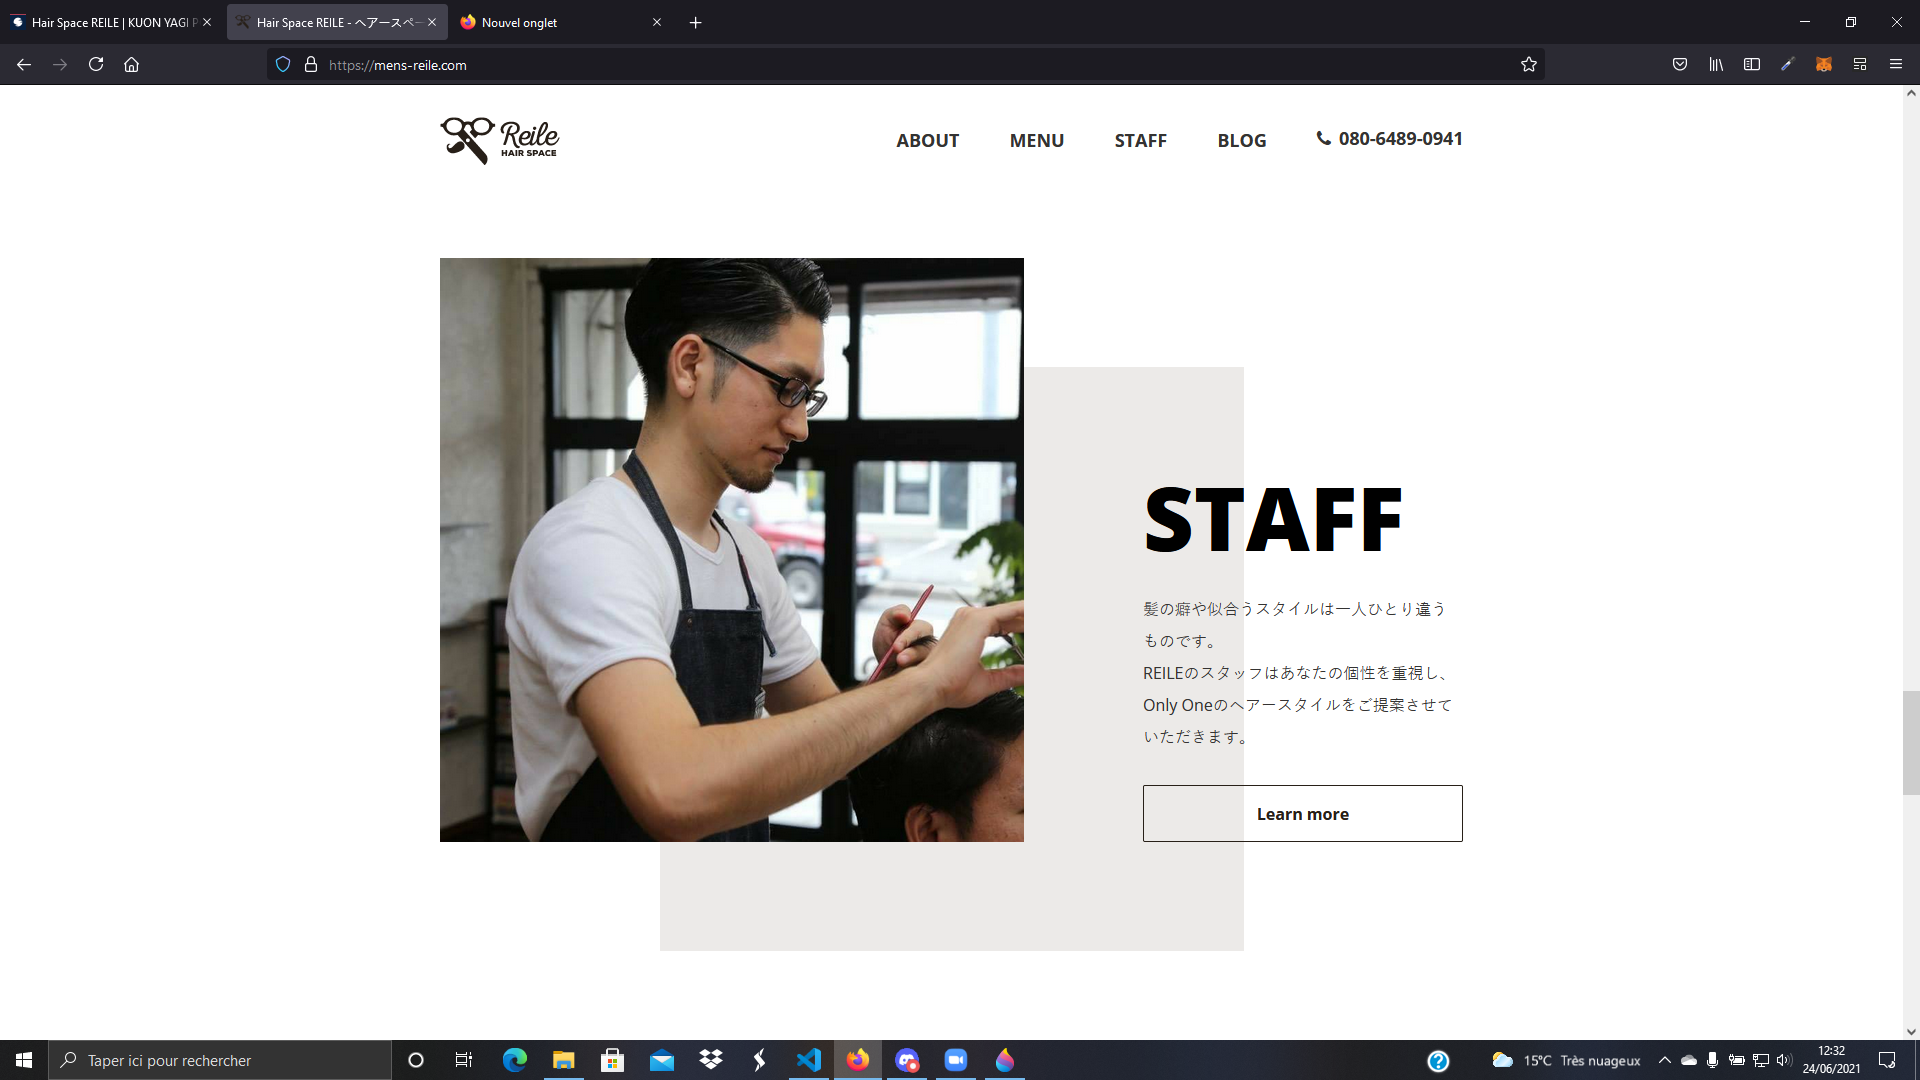 Hair Space REILE | KUON YAGI P
Hair Space REILE - ヘアースペー
Nouvel onglet
https://mens-reile.com
Reile
HAIR SPACE
ABOUT
MENU
STAFF
BLOG
080-6489-0941
STAFF
髪の癖や似合うスタイルは一人ひとり違う
ものです。
REILEのスタッフはあなたの個性を重視し、
Only Oneのヘアースタイルをご提案させて
いただきます。
Learn more
Taper ici pour rechercher
15°C Très nuageux
12:32
24/06/2021